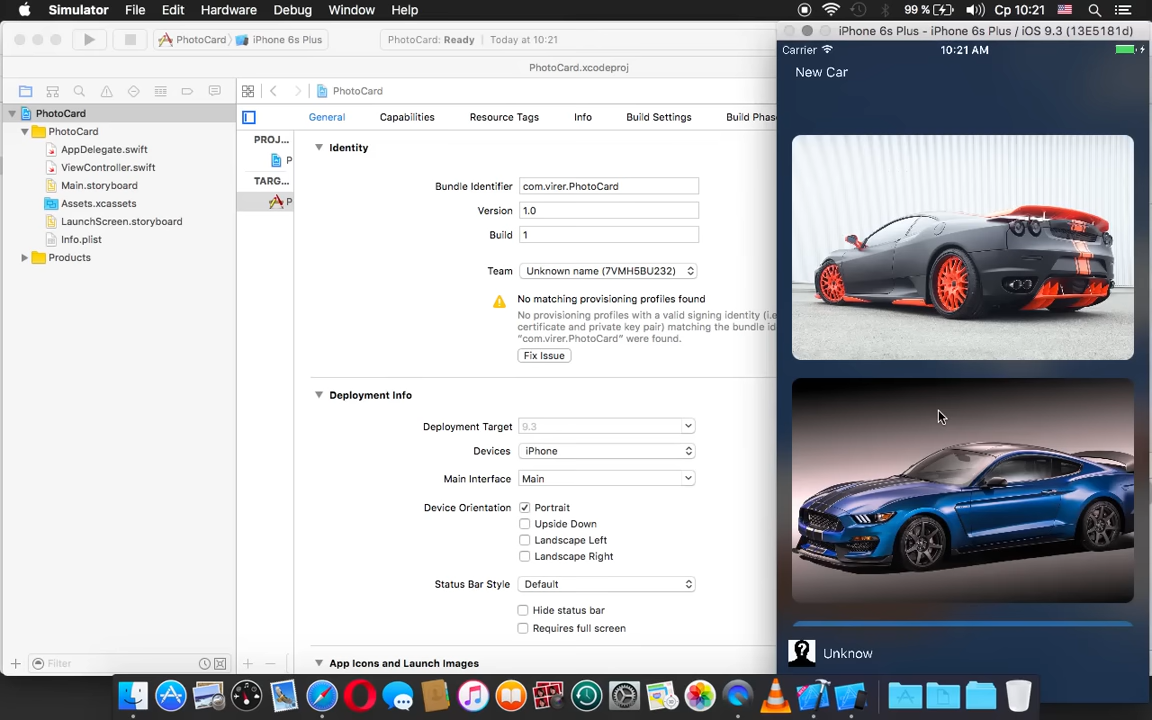 Simulator File Edit Hardware Debug Window Help 99 % Ср 10:21
PhotoCard iPhone 6s Plus PhotoCard: Ready Today at 10:21
iPhone 6s Plus - iPhone 6s Plus / iOS 9.3 (13E5181d)
Carrier 10:21 AM
PhotoCard.xcodeproj
New Car
PhotoCard
PhotoCard
General Capabilities Resource Tags Info Build Settings Build Phase
PhotoCard
AppDelegate.swift
ViewController.swift
Main.storyboard
Assets.xcassets
LaunchScreen.storyboard
Info.plist
Products
PROJ...
P
TARG...
P
Identity
Bundle Identifier com.virer.PhotoCard
Version 1.0
Build 1
Team Unknown name (7VMH5BU232)
No matching provisioning profiles found
No provisioning profiles with a valid signing identity (i.e
certificate and private key pair) matching the bundle id
“com.virer.PhotoCard” were found.
Fix Issue
Deployment Info
Deployment Target 9.3
Devices iPhone
Main Interface Main
Device Orientation Portrait
Upside Down
Landscape Left
Landscape Right
Status Bar Style Default
Hide status bar
Requires full screen
App Icons and Launch Images
Filter
Unknow